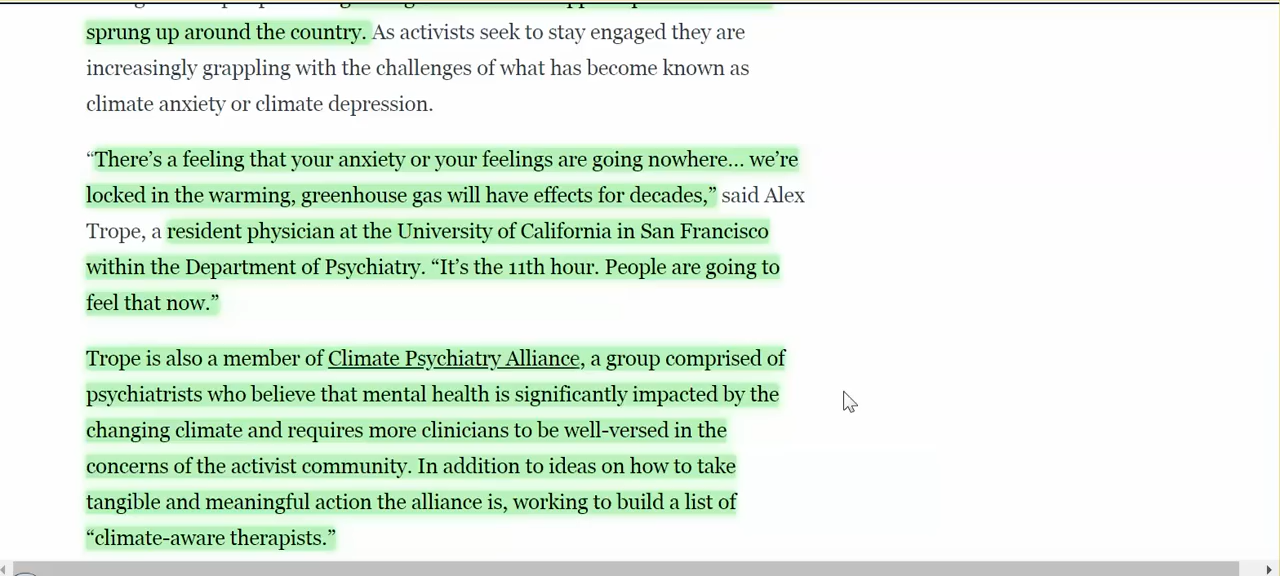 sprung up around the country. As activists seek to stay engaged they are
increasingly grappling with the challenges of what has become known as
climate anxiety or climate depression.
“There’s a feeling that your anxiety or your feelings are going nowhere… we’re
locked in the warming, greenhouse gas will have effects for decades,” said Alex
Trope, a resident physician at the University of California in San Francisco
within the Department of Psychiatry. “It’s the 11th hour. People are going to
feel that now.”
Trope is also a member of Climate Psychiatry Alliance, a group comprised of
psychiatrists who believe that mental health is significantly impacted by the
changing climate and requires more clinicians to be well-versed in the
concerns of the activist community. In addition to ideas on how to take
tangible and meaningful action the alliance is, working to build a list of
“climate-aware therapists.”